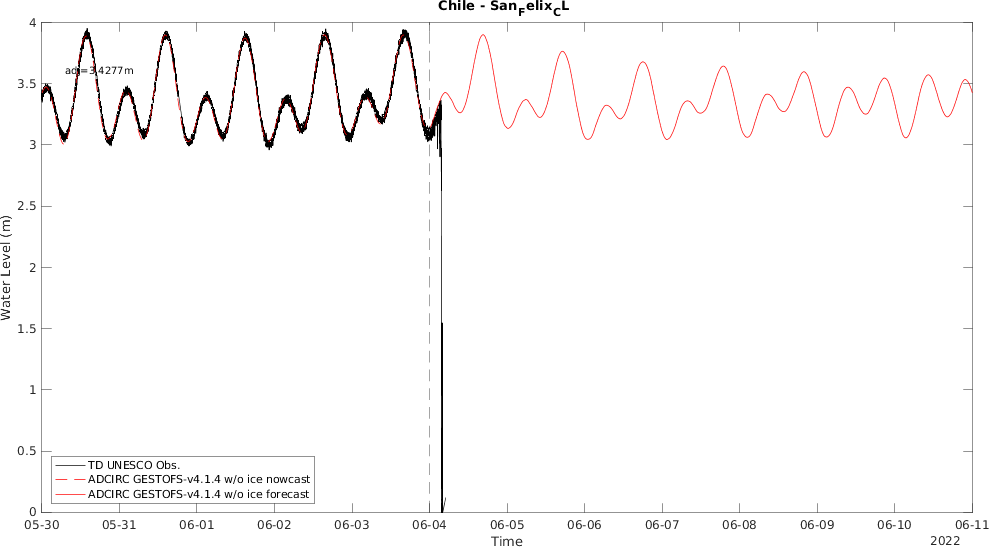 Chile - San_Felix_CL
adj=3.4277m
4
3.5
3
2.5
2
1.5
1
0.5
0
Water Level (m)
TD UNESCO Obs.
ADCIRC GESTOFS-v4.1.4 w/o ice nowcast
ADCIRC GESTOFS-v4.1.4 w/o ice forecast
05-30 05-31 06-01 06-02 06-03 06-04 06-05 06-06 06-07 06-08 06-09 06-10 06-11
Time
2022